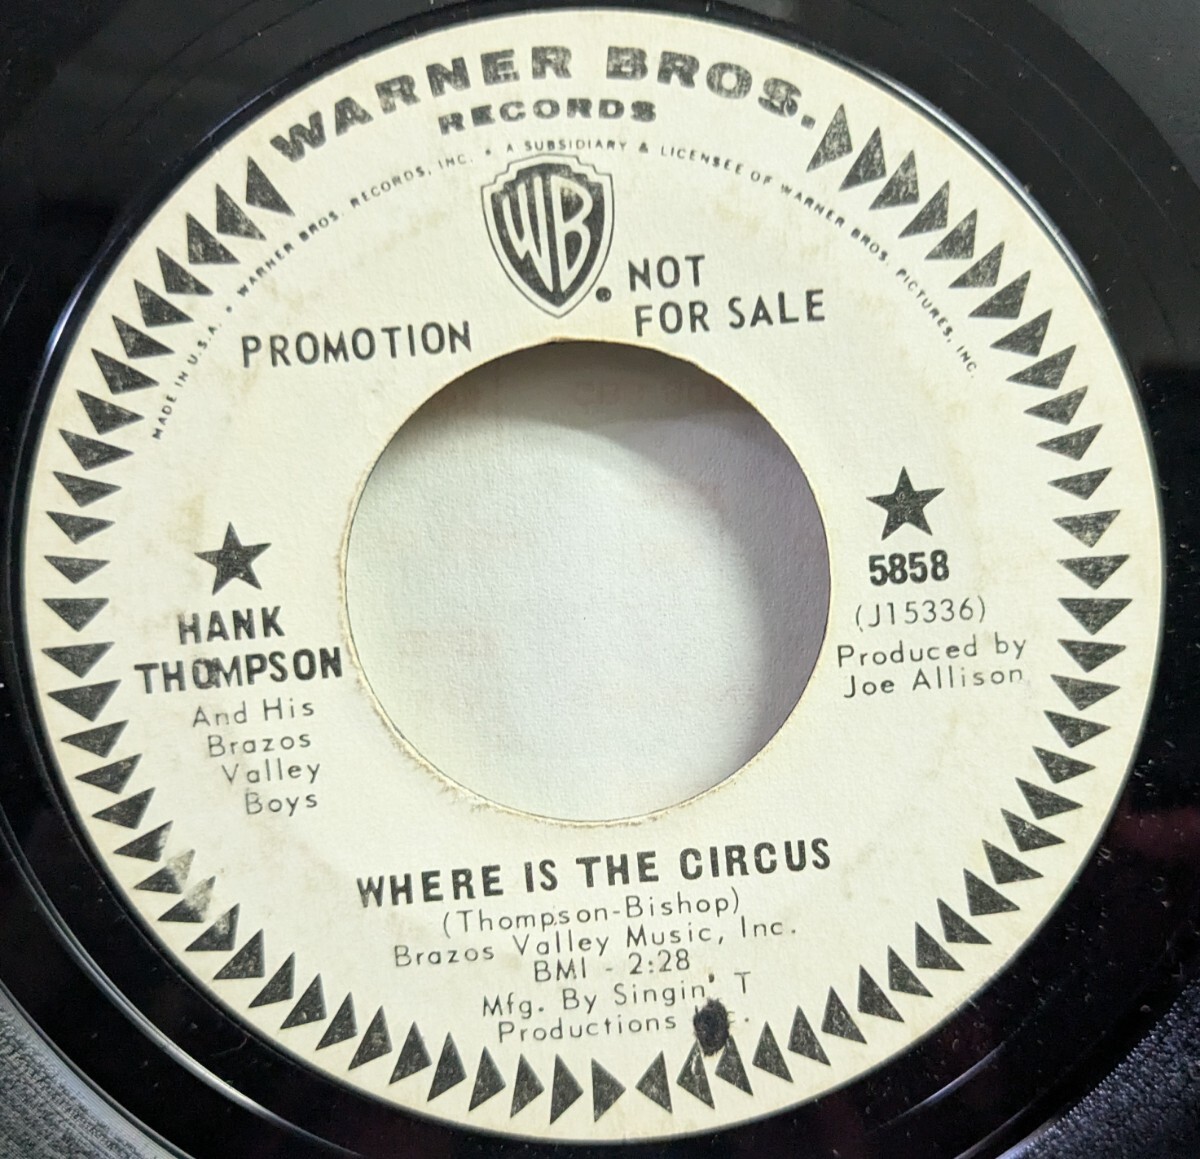 WARNER BROS.
RECORDS
MADE IN U.S.A. • WARNER BROS. RECORDS, INC. • A SUBSIDIARY & LICENSEE OF WARNER BROS. PICTURES, INC.
WB
®
PROMOTION
NOT
FOR SALE
HANK
THOMPSON
And His
Brazos
Valley
Boys
5858
(J15336)
Produced by
Joe Allison
WHERE IS THE CIRCUS
(Thompson-Bishop)
Brazos Valley Music, Inc.
BMI - 2:28
Mfg. By Singin' T
Productions